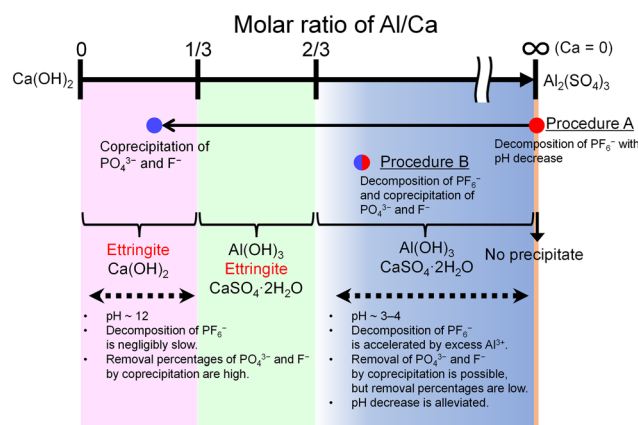 Molar ratio of Al/Ca
0
1/3
2/3
∞ (Ca = 0)
Ca(OH)₂
Al₂(SO₄)₃
Procedure A
Decomposition of PF₆⁻ with
pH decrease
Coprecipitation of
PO₄³⁻ and F⁻
Procedure B
Decomposition of PF₆⁻
and coprecipitation of
PO₄³⁻ and F⁻
Ettringite
Ca(OH)₂
Al(OH)₃
Ettringite
CaSO₄·2H₂O
Al(OH)₃
CaSO₄·2H₂O
No precipitate
• pH ~ 12
• Decomposition of PF₆⁻
is negligibly slow.
• Removal percentages of PO₄³⁻ and F⁻
by coprecipitation are high.
• pH ~ 3–4
• Decomposition of PF₆⁻
is accelerated by excess Al³⁺.
• Removal of PO₄³⁻ and F⁻
by coprecipitation is possible,
but removal percentages are low.
• pH decrease is alleviated.